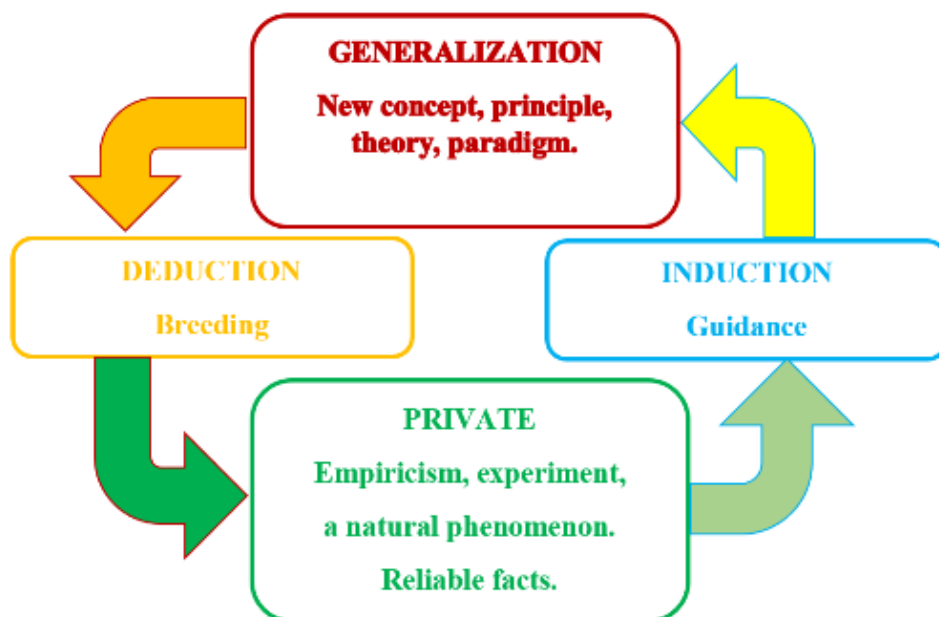 GENERALIZATION
New concept, principle,
theory, paradigm.
DEDUCTION
Breeding
INDUCTION
Guidance
PRIVATE
Empiricism, experiment,
a natural phenomenon.
Reliable facts.